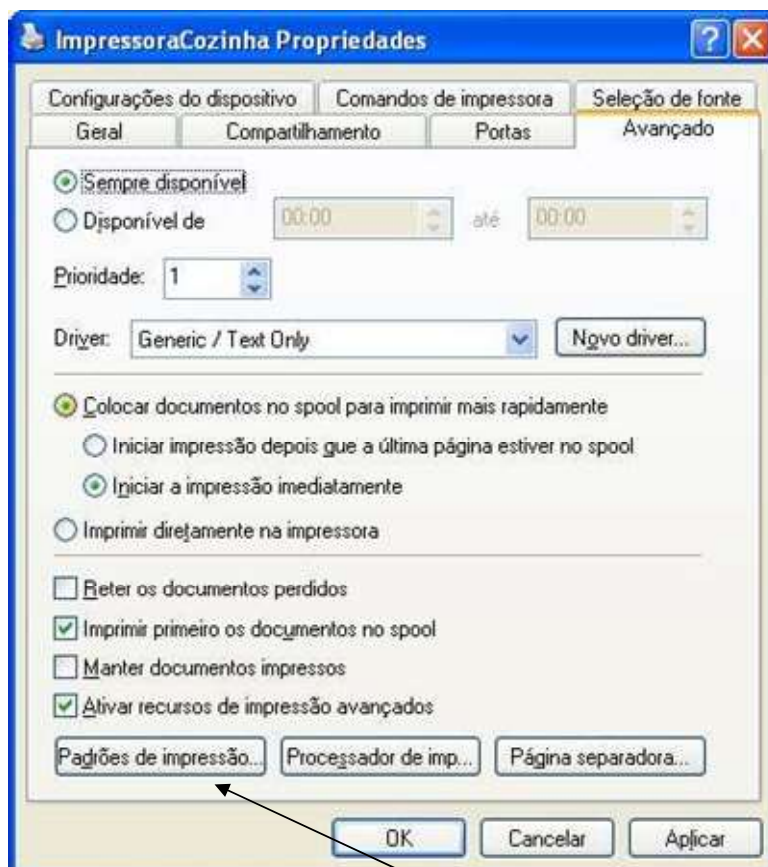 ImpressoraCozinha Propriedades
Configurações do dispositivo Comandos de impressora Seleção de fonte
Geral Compartilhamento Portas Avançado
Sempre disponível
Disponível de 00:00 até 00:00
Prioridade: 1
Driver: Generic / Text Only Novo driver...
Colocar documentos no spool para imprimir mais rapidamente
Iniciar impressão depois que a última página estiver no spool
Iniciar a impressão imediatamente
Imprimir diretamente na impressora
Reter os documentos perdidos
Imprimir primeiro os documentos no spool
Manter documentos impressos
Ativar recursos de impressão avançados
Padrões de impressão... Processador de imp... Página separadora...
OK Cancelar Aplicar